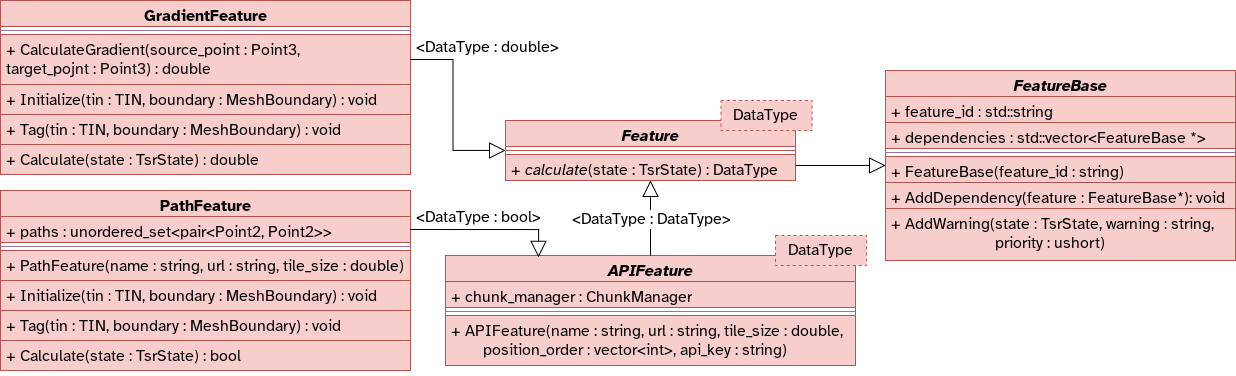 GradientFeature
+ CalculateGradient(source_point : Point3,
target_pojnt : Point3) : double
+ Initialize(tin : TIN, boundary : MeshBoundary) : void
+ Tag(tin : TIN, boundary : MeshBoundary) : void
+ Calculate(state : TsrState) : double
PathFeature
+ paths : unordered_set<pair<Point2, Point2>>
+ PathFeature(name : string, url : string, tile_size : double)
+ Initialize(tin : TIN, boundary : MeshBoundary) : void
+ Tag(tin : TIN, boundary : MeshBoundary) : void
+ Calculate(state : TsrState) : bool
<DataType : double>
<DataType : bool>
DataType
Feature
+ calculate(state : TsrState) : DataType
<DataType : DataType>
DataType
APIFeature
+ chunk_manager : ChunkManager
+ APIFeature(name : string, url : string, tile_size : double,
position_order : vector<int>, api_key : string)
FeatureBase
+ feature_id : std::string
+ dependencies : std::vector<FeatureBase *>
+ FeatureBase(feature_id : string)
+ AddDependency(feature : FeatureBase*): void
+ AddWarning(state : TsrState, warning : string,
priority : ushort)